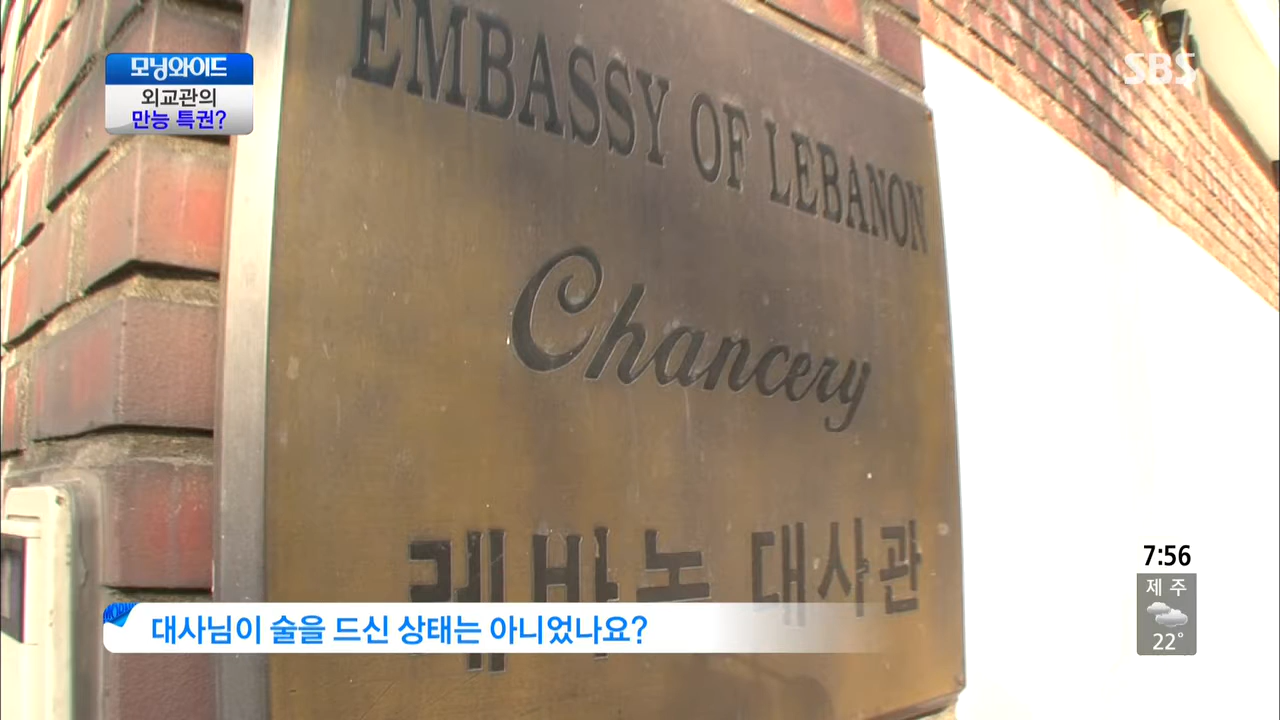 모닝와이드
외교관의
만능 특권?
SBS
EMBASSY OF LEBANON
Chancery
레바논 대사관
대사님이 술을 드신 상태는 아니었나요?
7:56
제주
22°